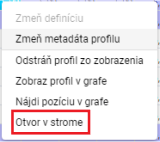 Zmeň definíciu
Zmeň metadáta profilu
Odstráň profil zo zobrazenia
Zobraz profil v grafe
Nájdi pozíciu v grafe
Otvor v strome